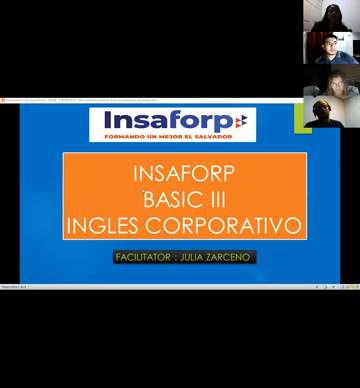 Insaforp
FORMANDO UN MEJOR EL SALVADOR
INSAFORP
BASIC III
INGLES CORPORATIVO
FACILITATOR : JULIA ZARCENO